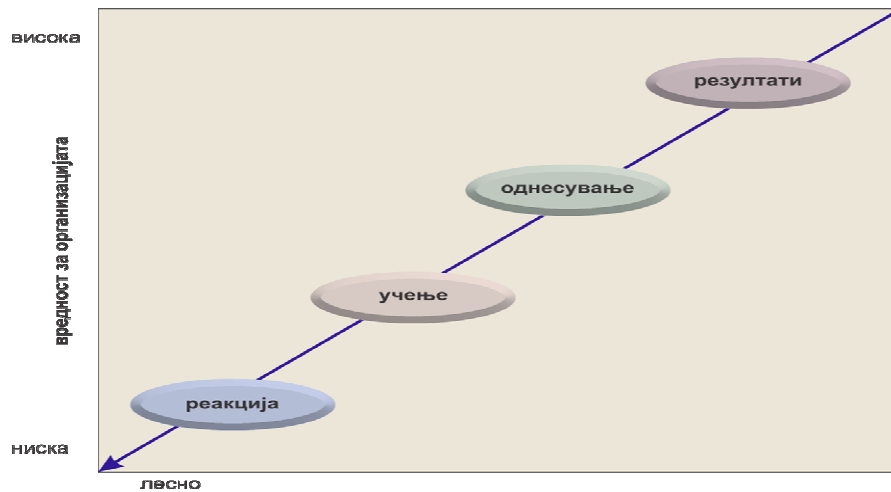 висока
резултати
однесување
вредност за организацијата
учење
реакција
ниска
лесно